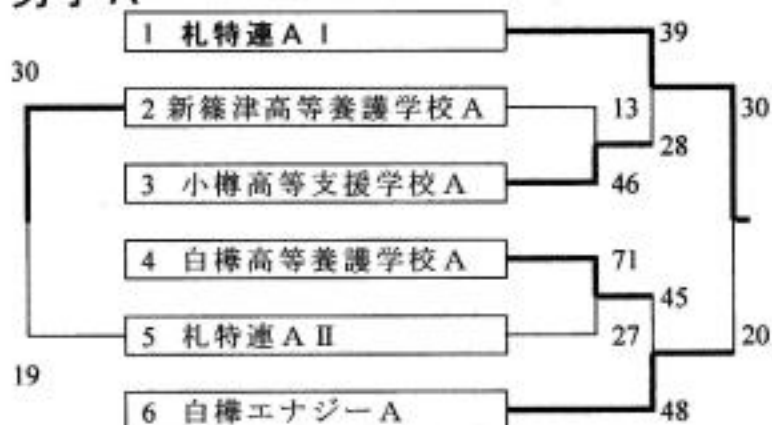 男子A
1 札特連AⅠ
39
30
2 新篠津高等養護学校A
13
30
28
3 小樽高等支援学校A
46
4 白樺高等養護学校A
71
45
5 札特連AⅡ
27
20
19
6 白樺エナジーA
48